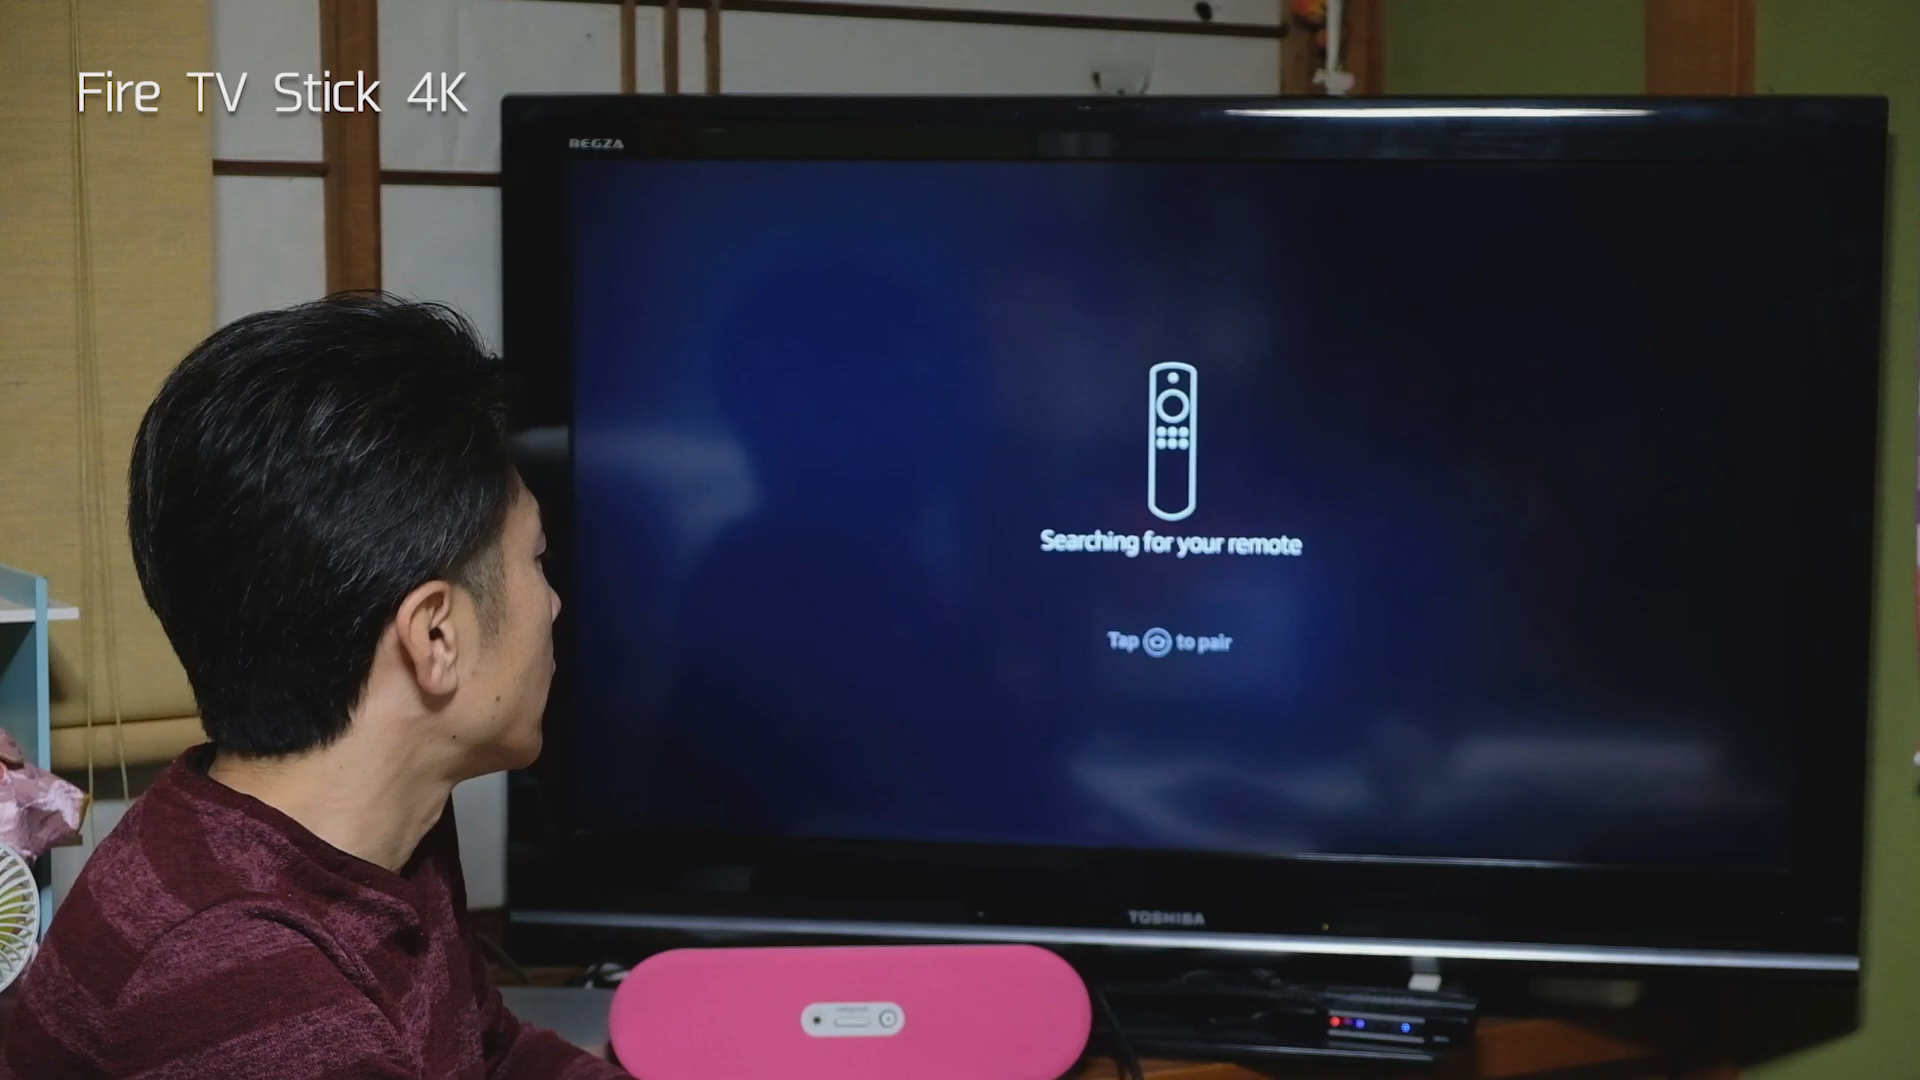 Fire TV Stick 4K
REGZA
Searching for your remote
Tap to pair
TOSHIBA